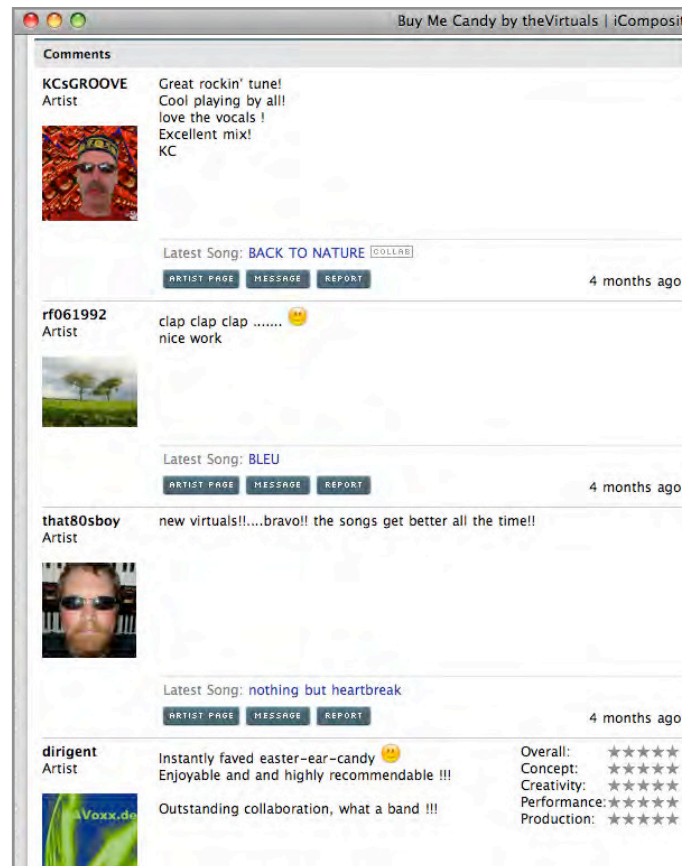 Buy Me Candy by theVirtuals | iComposit
Comments
KCsGROOVE
Artist
Great rockin' tune!
Cool playing by all!
love the vocals !
Excellent mix!
KC
Latest Song: BACK TO NATURE COLLAB
ARTIST PAGE MESSAGE REPORT
4 months ago
rf061992
Artist
clap clap clap .......
nice work
Latest Song: BLEU
ARTIST PAGE MESSAGE REPORT
4 months ago
that80sboy
Artist
new virtuals!!....bravo!! the songs get better all the time!!
Latest Song: nothing but heartbreak
ARTIST PAGE MESSAGE REPORT
4 months ago
dirigent
Artist
Instantly faved easter-ear-candy
Enjoyable and and highly recommendable !!!
Outstanding collaboration, what a band !!!
Overall: ★★★★★
Concept: ★★★★★
Creativity: ★★★★★
Performance: ★★★★★
Production: ★★★★★
AVoxx.de